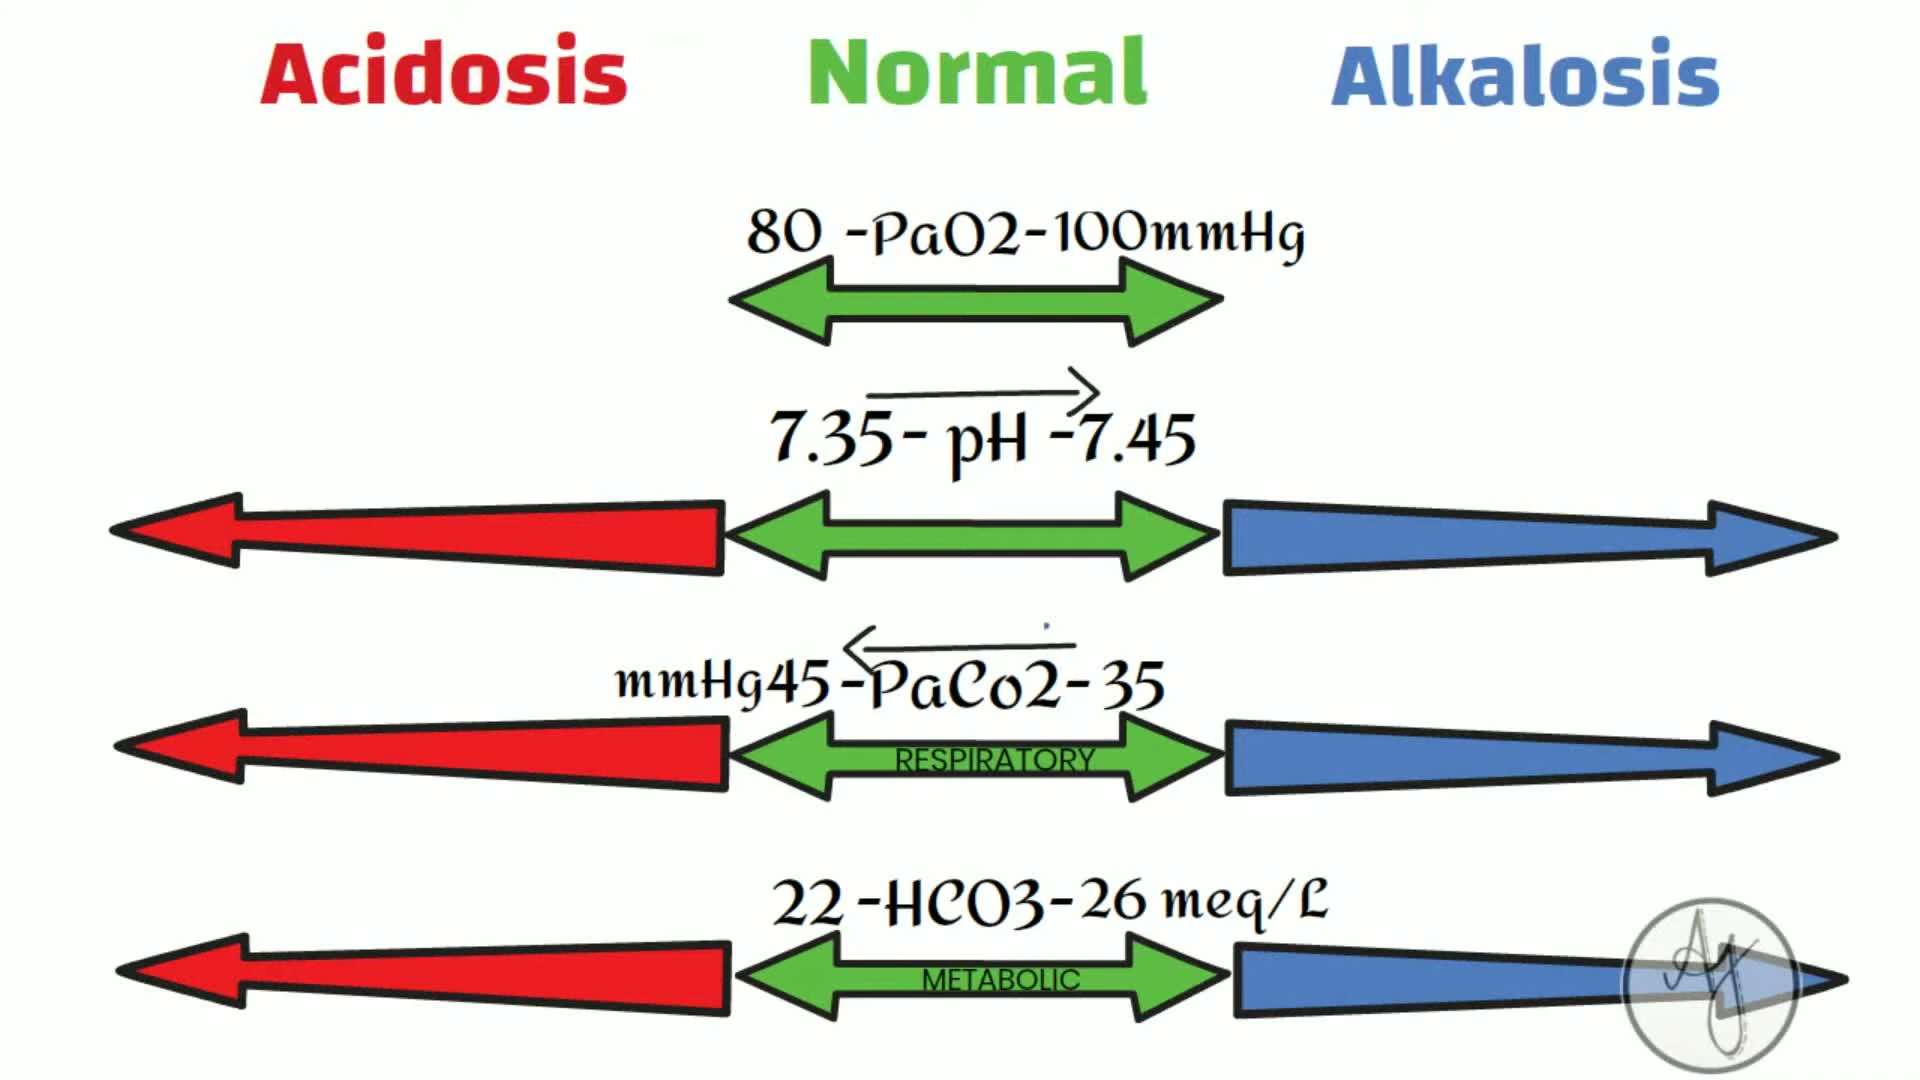 Acidosis Normal Alkalosis
80 -PaO2-100mmHg
7.35- pH -7.45
mmHg45-PaCo2-35
RESPIRATORY
22-HCO3-26 meq/L
METABOLIC